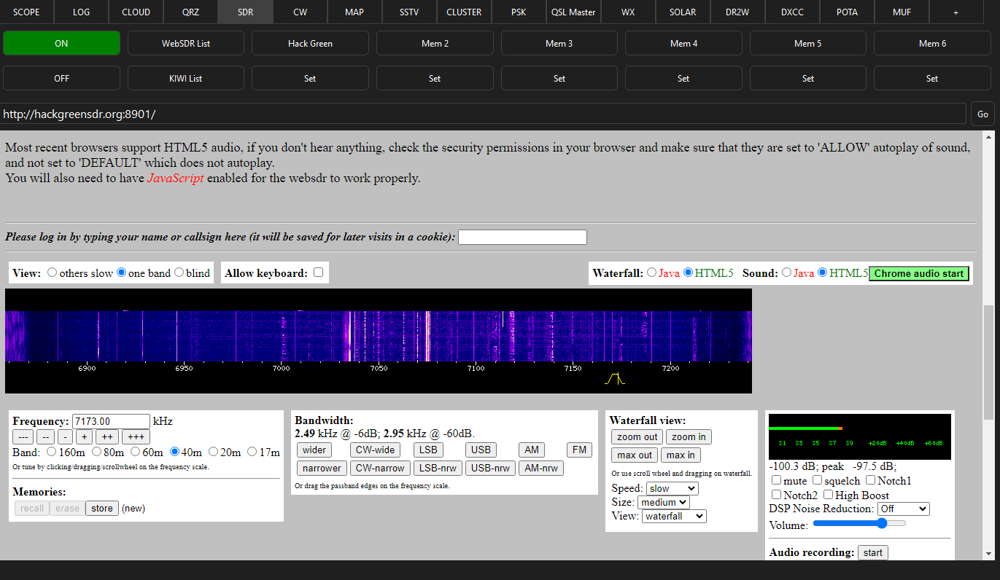 SCOPE LOG CLOUD QRZ SDR CW MAP SSTV CLUSTER PSK QSL Master WX SOLAR DR2W DXCC POTA MUF +
ON WebSDR List Hack Green Mem 2 Mem 3 Mem 4 Mem 5 Mem 6
OFF KIWI List Set Set Set Set Set Set
http://hackgreensdr.org:8901/ Go
Most recent browsers support HTML5 audio, if you don't hear anything, check the security permissions in your browser and make sure that they are set to 'ALLOW' autoplay of sound,
and not set to 'DEFAULT' which does not autoplay.
You will also need to have JavaScript enabled for the websdr to work properly.
Please log in by typing your name or callsign here (it will be saved for later visits in a cookie):
View: others slow one band blind Allow keyboard: Waterfall: Java HTML5 Sound: Java HTML5 Chrome audio start
6900 6950 7000 7050 7100 7150 7200
Frequency: 7173.00 kHz
--- -- - + ++ +++
Band: 160m 80m 60m 40m 20m 17m
Or tune by clicking/dragging/scrollwheel on the frequency scale.
Memories:
recall erase store (new)
Bandwidth:
2.49 kHz @ -6dB; 2.95 kHz @ -60dB.
wider CW-wide LSB USB AM FM
narrower CW-narrow LSB-nrw USB-nrw AM-nrw
Or drag the passband edges on the frequency scale.
Waterfall view:
zoom out zoom in
max out max in
Or use scroll wheel and dragging on waterfall.
Speed: slow
Size: medium
View: waterfall
S1 S3 S5 S7 S9 +20dB +40dB +60dB
-100.3 dB; peak -97.5 dB;
mute squelch Notch1
Notch2 High Boost
DSP Noise Reduction: Off
Volume:
Audio recording: start